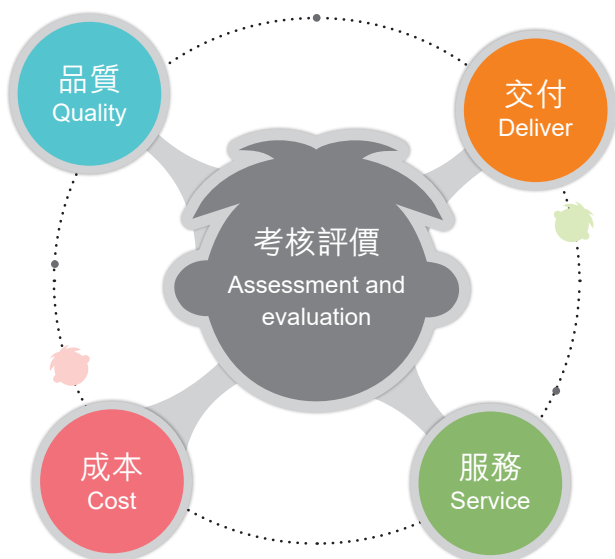 品質
Quality
交付
Deliver
考核評價
Assessment and
evaluation
成本
Cost
服務
Service